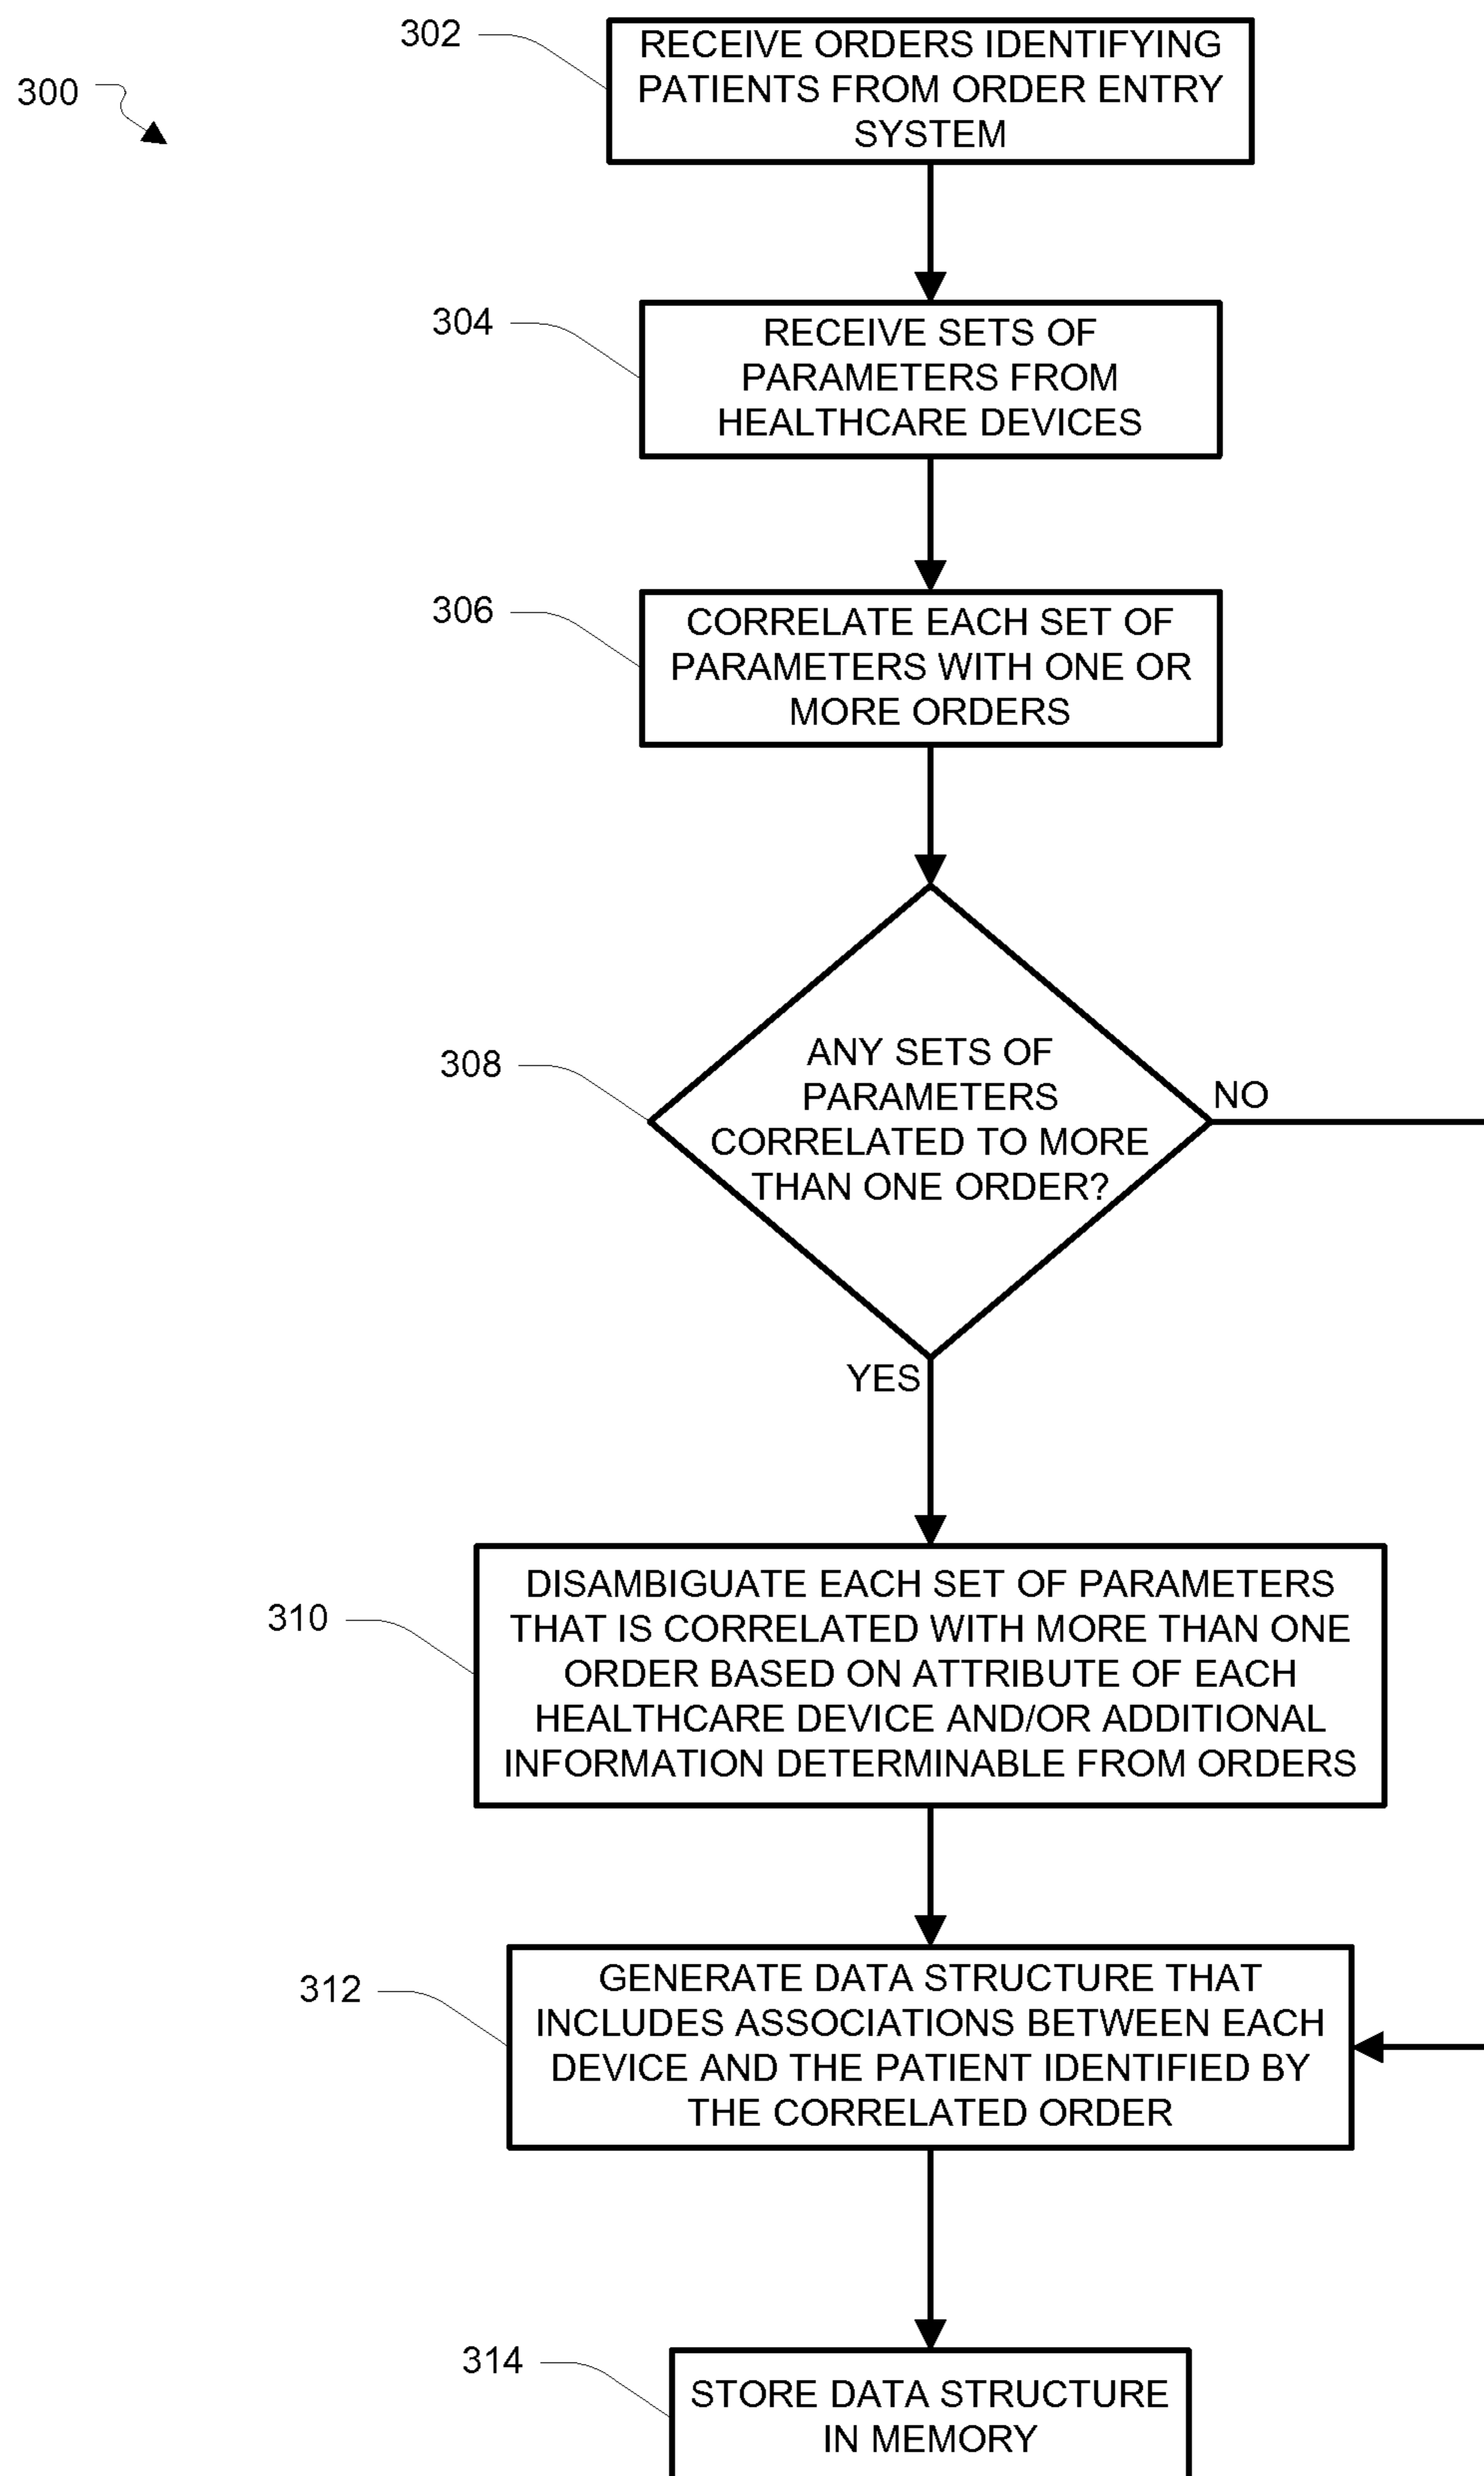 302
RECEIVE ORDERS IDENTIFYING
PATIENTS FROM ORDER ENTRY
SYSTEM
300
304
RECEIVE SETS OF
PARAMETERS FROM
HEALTHCARE DEVICES
306
CORRELATE EACH SET OF
PARAMETERS WITH ONE OR
MORE ORDERS
308
ANY SETS OF
PARAMETERS
CORRELATED TO MORE
THAN ONE ORDER?
NO
YES
310
DISAMBIGUATE EACH SET OF PARAMETERS
THAT IS CORRELATED WITH MORE THAN ONE
ORDER BASED ON ATTRIBUTE OF EACH
HEALTHCARE DEVICE AND/OR ADDITIONAL
INFORMATION DETERMINABLE FROM ORDERS
312
GENERATE DATA STRUCTURE THAT
INCLUDES ASSOCIATIONS BETWEEN EACH
DEVICE AND THE PATIENT IDENTIFIED BY
THE CORRELATED ORDER
314
STORE DATA STRUCTURE
IN MEMORY